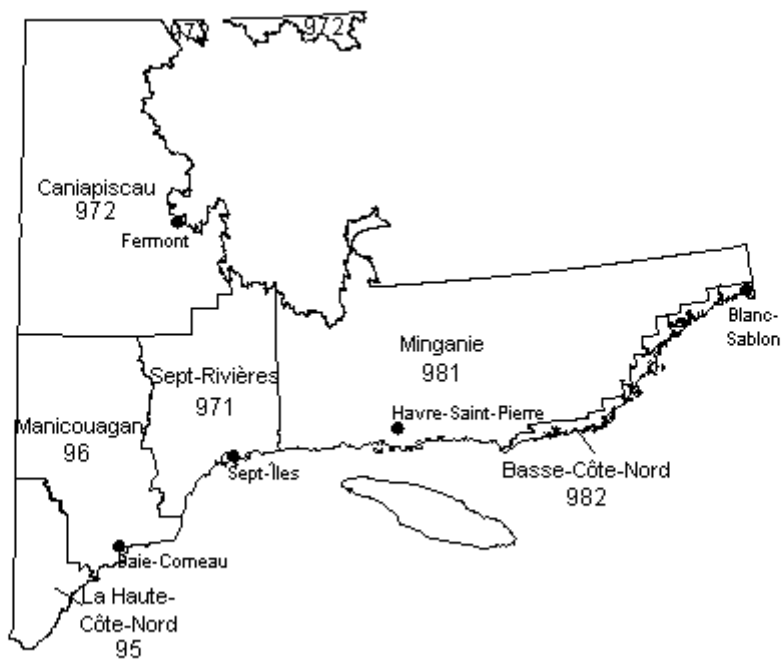 972
972
Caniapiscau
972
Fermont
Blanc-
Sablon
Minganie
981
Sept-Rivières
971
Havre-Saint-Pierre
Manicouagan
96
Sept-Îles
Basse-Côte-Nord
982
Baie-Comeau
La Haute-
Côte-Nord
95